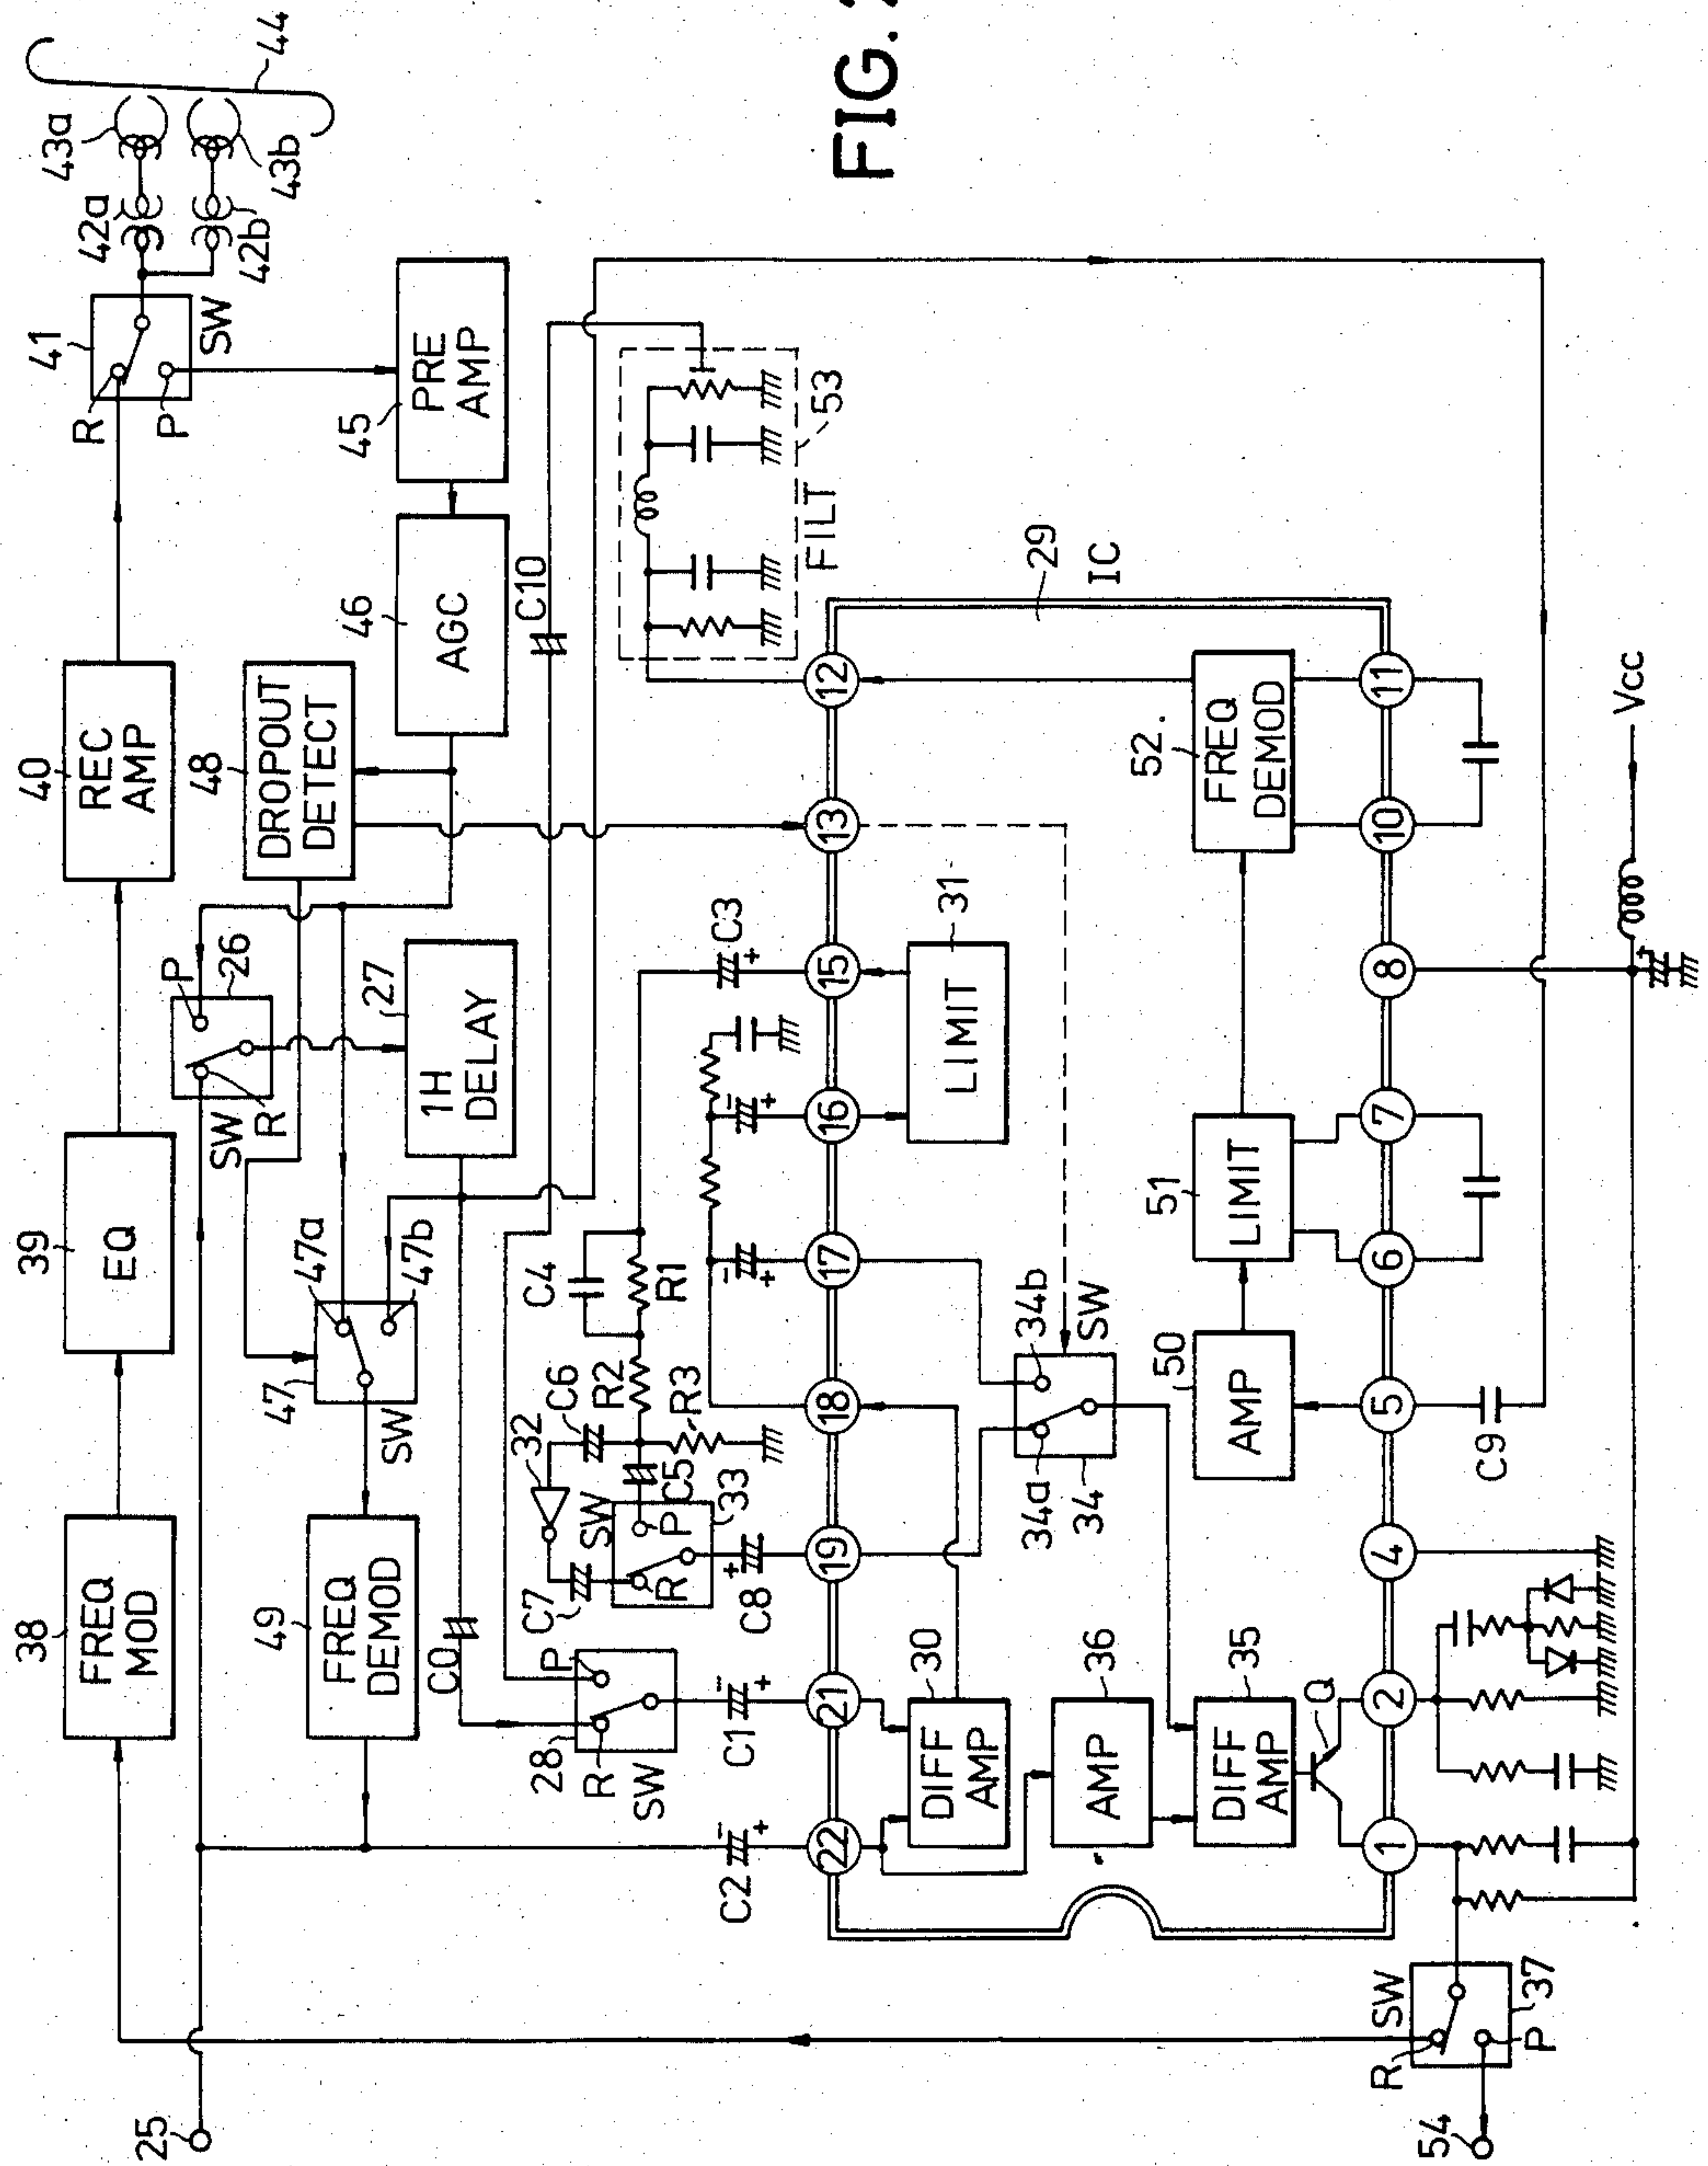 25
38
FREQ
MOD
39
EQ
40
REC
AMP
R
P
41
SW
42a
42b
43a
43b
44
49
FREQ
DEMOD
47
SW
47a
47b
SW
R
P
26
48
DROPOUT
DETECT
27
1H
DELAY
46
AGC
45
PRE
AMP
C0
28
R
P
SW
C7
32
C6
R2
C4
R1
C10
SW
R
P
33
C5
R3
C3
FILT
53
C2
C1
C8
22
21
19
18
17
16
15
13
12
30
DIFF
AMP
31
LIMIT
29
IC
34a
34b
34
SW
36
AMP
35
DIFF
AMP
Q
50
AMP
51
LIMIT
52.
FREQ
DEMOD
1
2
4
5
6
7
8
10
11
C9
R
P
SW
37
54
Vcc
FIG.